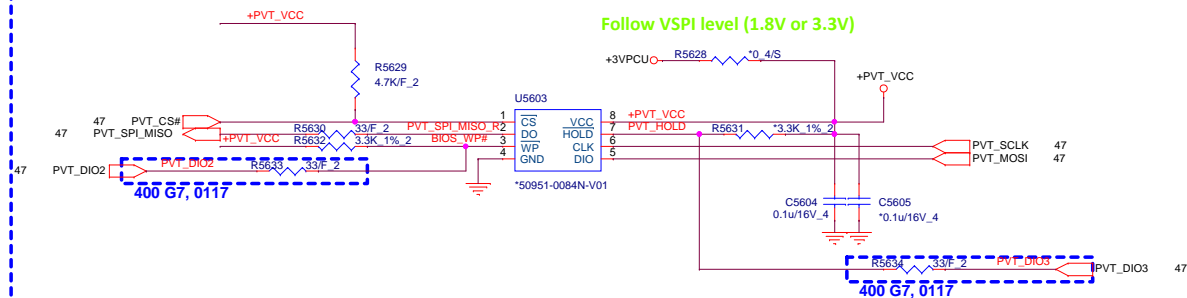 +PVT_VCC
Follow VSPI level (1.8V or 3.3V)
R5628
*0_4/S
+3VPCU
R5629
4.7K/F_2
+PVT_VCC
U5603
47 PVT_CS#
1 CS
VCC 8 +PVT_VCC
47 PVT_SPI_MISO
R5630 33/F_2 PVT_SPI_MISO_R
2 DO
HOLD 7 PVT_HOLD
R5631 *3.3K_1%_2
+PVT_VCC R5632 3.3K_1%_2 BIOS_WP#
3 WP
CLK 6
PVT_SCLK 47
4 GND
DIO 5
PVT_MOSI 47
47 PVT_DIO2
PVT_DIO2 R5633 33/F_2
400 G7, 0117
*50951-0084N-V01
C5604
0.1u/16V_4
C5605
*0.1u/16V_4
R5634 33/F_2 PVT_DIO3
PVT_DIO3 47
400 G7, 0117